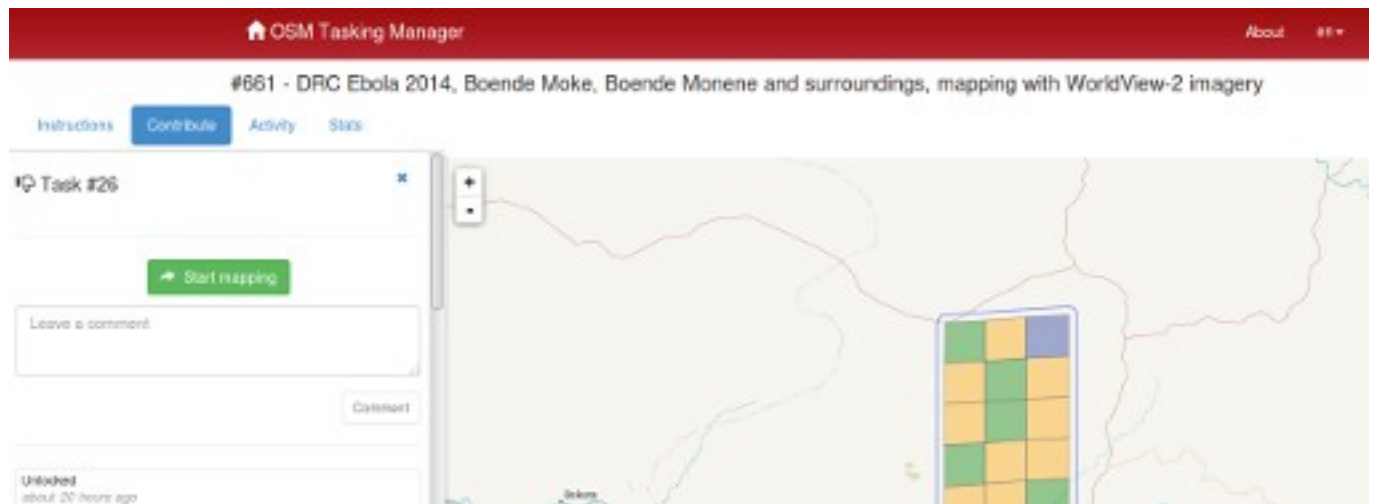 OSM Tasking Manager
About
en
#661 - DRC Ebola 2014, Boende Moke, Boende Monene and surroundings, mapping with WorldView-2 imagery
Instructions Contribute Activity Stats
Task #26
+
-
Start mapping
Leave a comment
Comment
Unlocked
about 20 hours ago